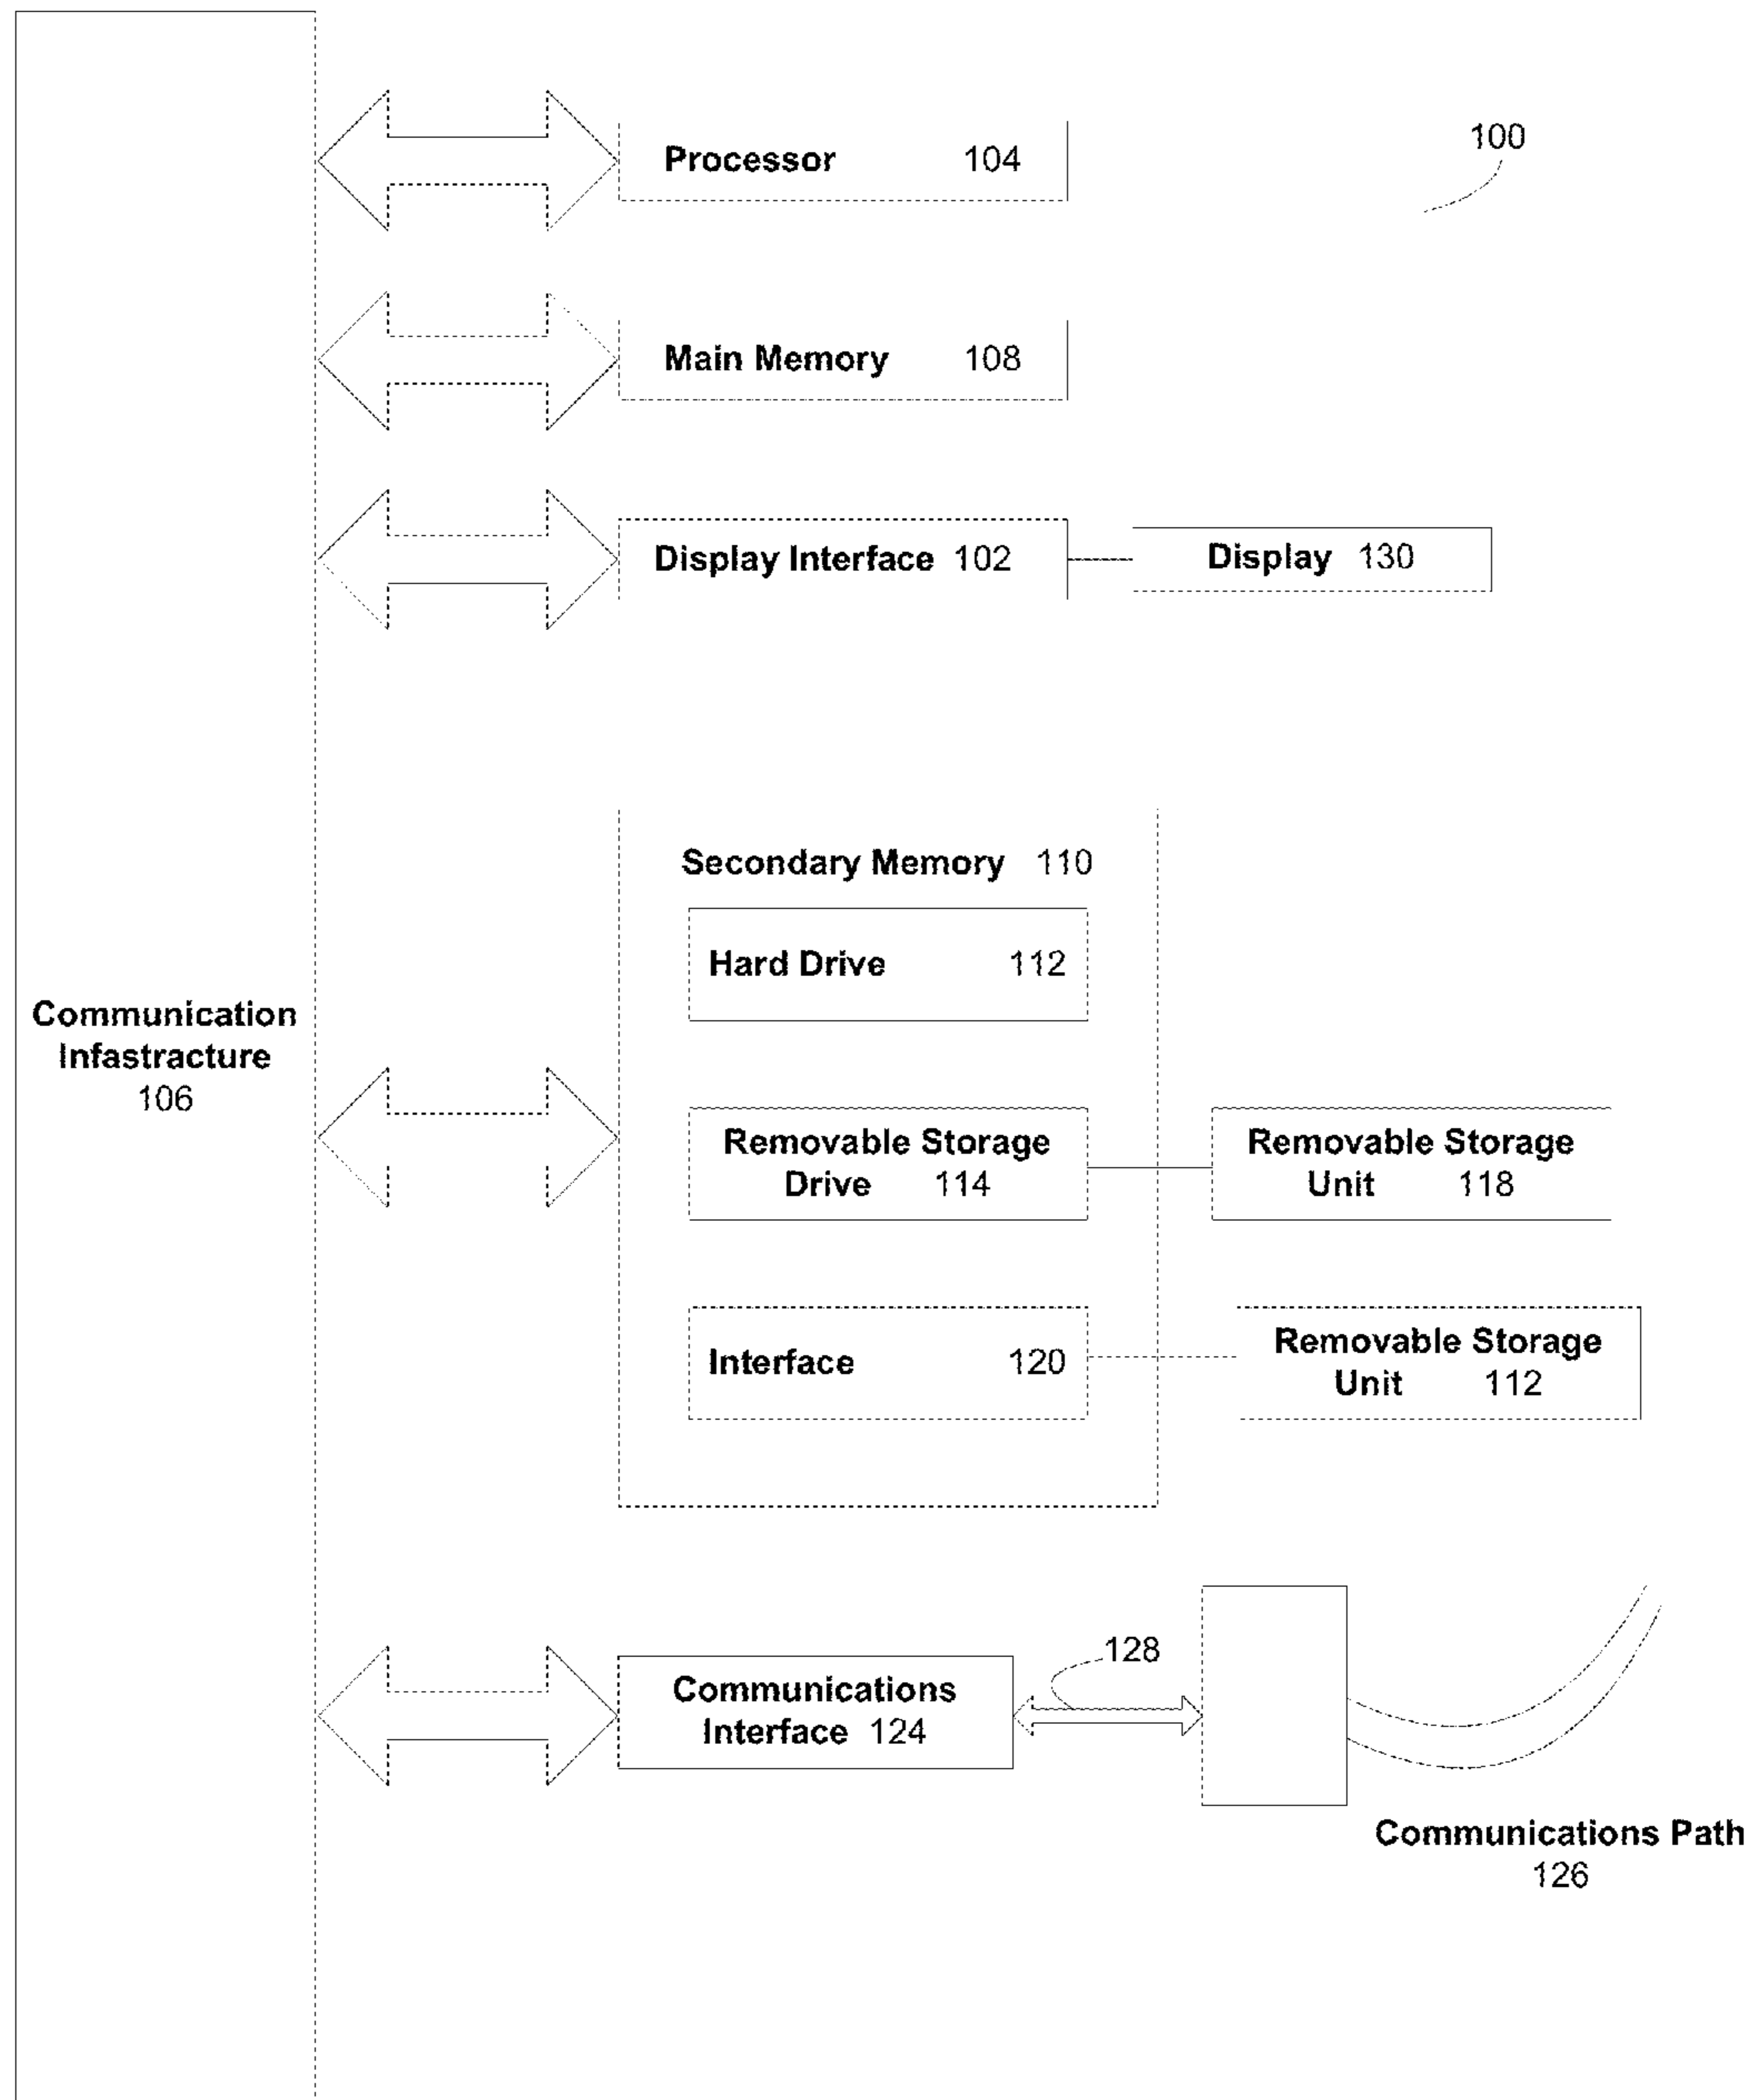 100
Processor 104
Main Memory 108
Display Interface 102
Display 130
Secondary Memory 110
Hard Drive 112
Communication
Infastracture
106
Removable Storage
Drive 114
Removable Storage
Unit 118
Interface 120
Removable Storage
Unit 112
128
Communications
Interface 124
Communications Path
126